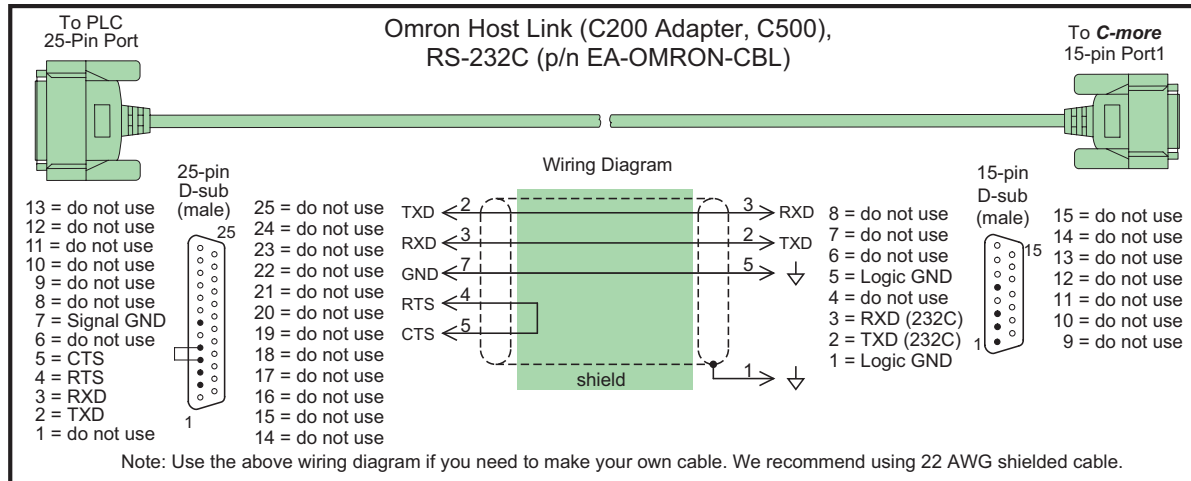 To PLC
25-Pin Port
Omron Host Link (C200 Adapter, C500),
RS-232C (p/n EA-OMRON-CBL)
To C-more
15-pin Port1
25-pin
D-sub
(male)
13 = do not use
12 = do not use
11 = do not use
10 = do not use
9 = do not use
8 = do not use
7 = Signal GND
6 = do not use
5 = CTS
4 = RTS
3 = RXD
2 = TXD
1 = do not use
25
1
25 = do not use
24 = do not use
23 = do not use
22 = do not use
21 = do not use
20 = do not use
19 = do not use
18 = do not use
17 = do not use
16 = do not use
15 = do not use
14 = do not use
Wiring Diagram
TXD 2 3 RXD
RXD 3 2 TXD
GND 7 5
RTS 4
CTS 5
1
shield
8 = do not use
7 = do not use
6 = do not use
5 = Logic GND
4 = do not use
3 = RXD (232C)
2 = TXD (232C)
1 = Logic GND
15-pin
D-sub
(male)
15
1
15 = do not use
14 = do not use
13 = do not use
12 = do not use
11 = do not use
10 = do not use
9 = do not use
Note: Use the above wiring diagram if you need to make your own cable. We recommend using 22 AWG shielded cable.